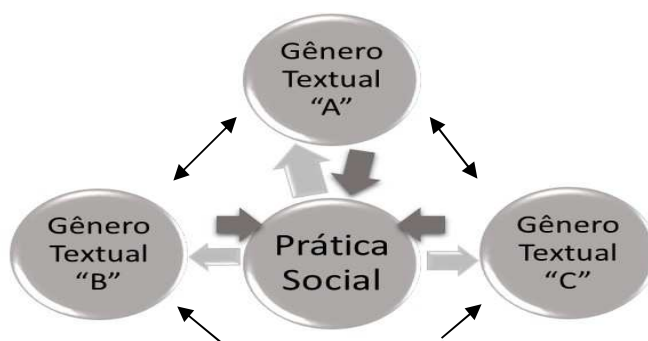 Gênero
Textual
“A”
Gênero
Textual
“B”
Prática
Social
Gênero
Textual
“C”